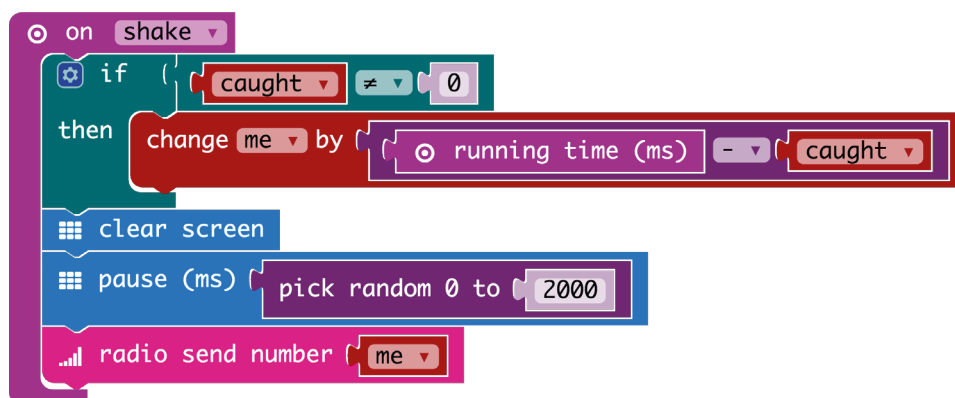 on shake
if caught ≠ 0
then change me by running time (ms) - caught
clear screen
pause (ms) pick random 0 to 2000
radio send number me